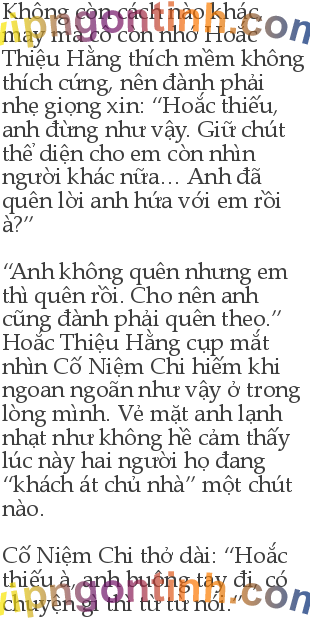 Không còn cách nào khác,
may mà cô còn nhớ Hoắc
Thiệu Hằng thích mềm không
thích cứng, nên đành phải
nhẹ giọng xin: “Hoắc thiếu,
anh đừng như vậy. Giữ chút
thể diện cho em còn nhìn
người khác nữa... Anh đã
quên lời anh hứa với em rồi
à?”
“Anh không quên nhưng em
thì quên rồi. Cho nên anh
cũng đành phải quên theo.”
Hoắc Thiệu Hằng cụp mắt
nhìn Cố Niệm Chi hiếm khi
ngoan ngoãn như vậy ở trong
lòng mình. Vẻ mặt anh lạnh
nhạt như không hề cảm thấy
lúc này hai người họ đang
“khách át chủ nhà” một chút
nào.
Cố Niệm Chi thở dài: “Hoắc
thiếu à, anh buông tay đi, có
chuyện gì thì từ từ nói.”
vipngontinh.com
vipngontinh.com